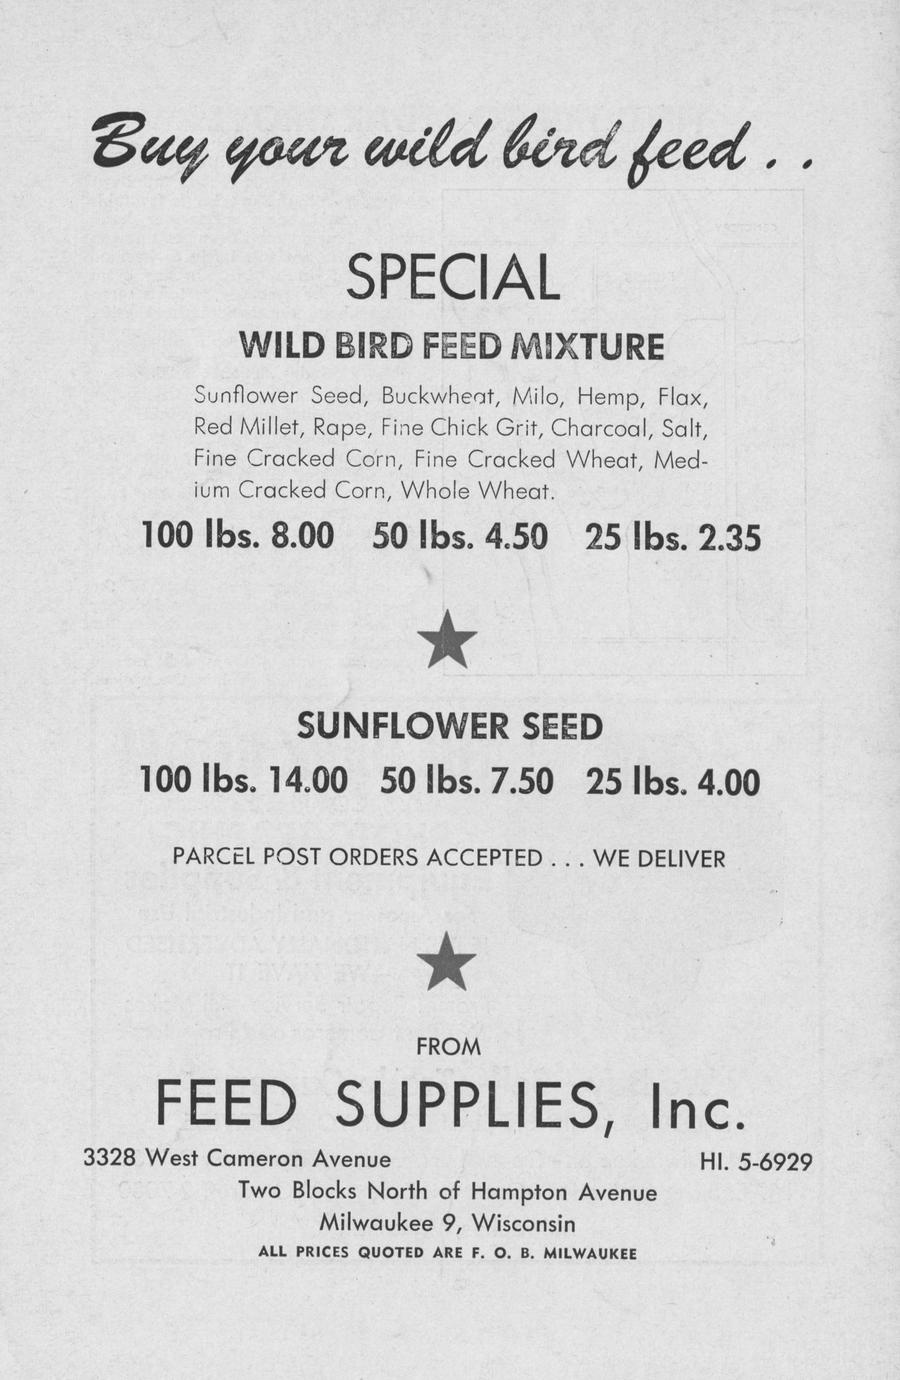 Buy your wild bird feed . .
SPECIAL
WILD BIRD FEED MIXTURE
Sunflower Seed, Buckwheat, Milo, Hemp, Flax,
Red Millet, Rape, Fine Chick Grit, Charcoal, Salt,
Fine Cracked Corn, Fine Cracked Wheat, Med-
ium Cracked Corn, Whole Wheat.
100 lbs. 8.00 50 lbs. 4.50 25 lbs. 2.35
SUNFLOWER SEED
100 lbs. 14.00 50 lbs. 7.50 25 lbs. 4.00
PARCEL POST ORDERS ACCEPTED . . . WE DELIVER
FROM
FEED SUPPLIES, Inc.
3328 West Cameron Avenue HI. 5-6929
Two Blocks North of Hampton Avenue
Milwaukee 9, Wisconsin
ALL PRICES QUOTED ARE F. O. B. MILWAUKEE